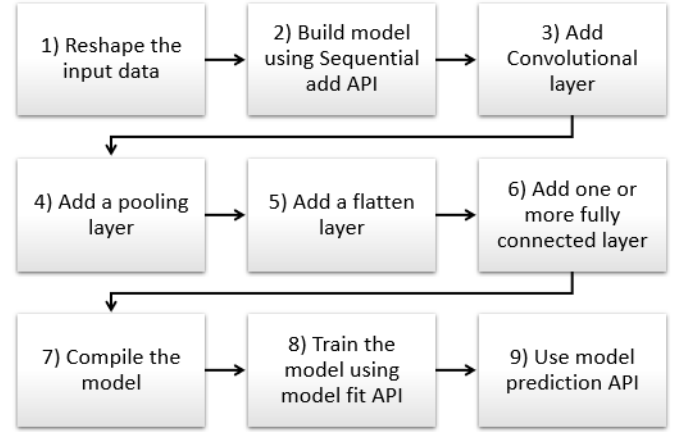 1) Reshape the
input data
2) Build model
using Sequential
add API
3) Add
Convolutional
layer
4) Add a pooling
layer
5) Add a flatten
layer
6) Add one or
more fully
connected layer
7) Compile the
model
8) Train the
model using
model fit API
9) Use model
prediction API